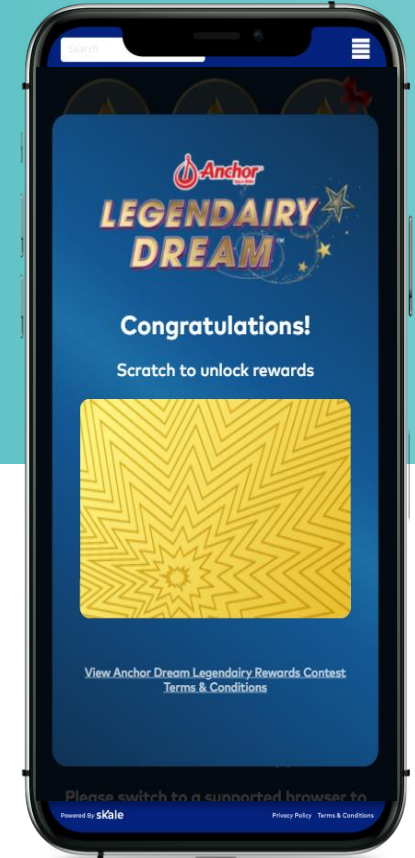 Search
Anchor
LEGENDAIRY
DREAM™
Congratulations!
Scratch to unlock rewards
View Anchor Dream Legendairy Rewards Contest
Terms & Conditions
Please switch to a supported browser to
Powered By skale
Privacy Policy Terms & Conditions